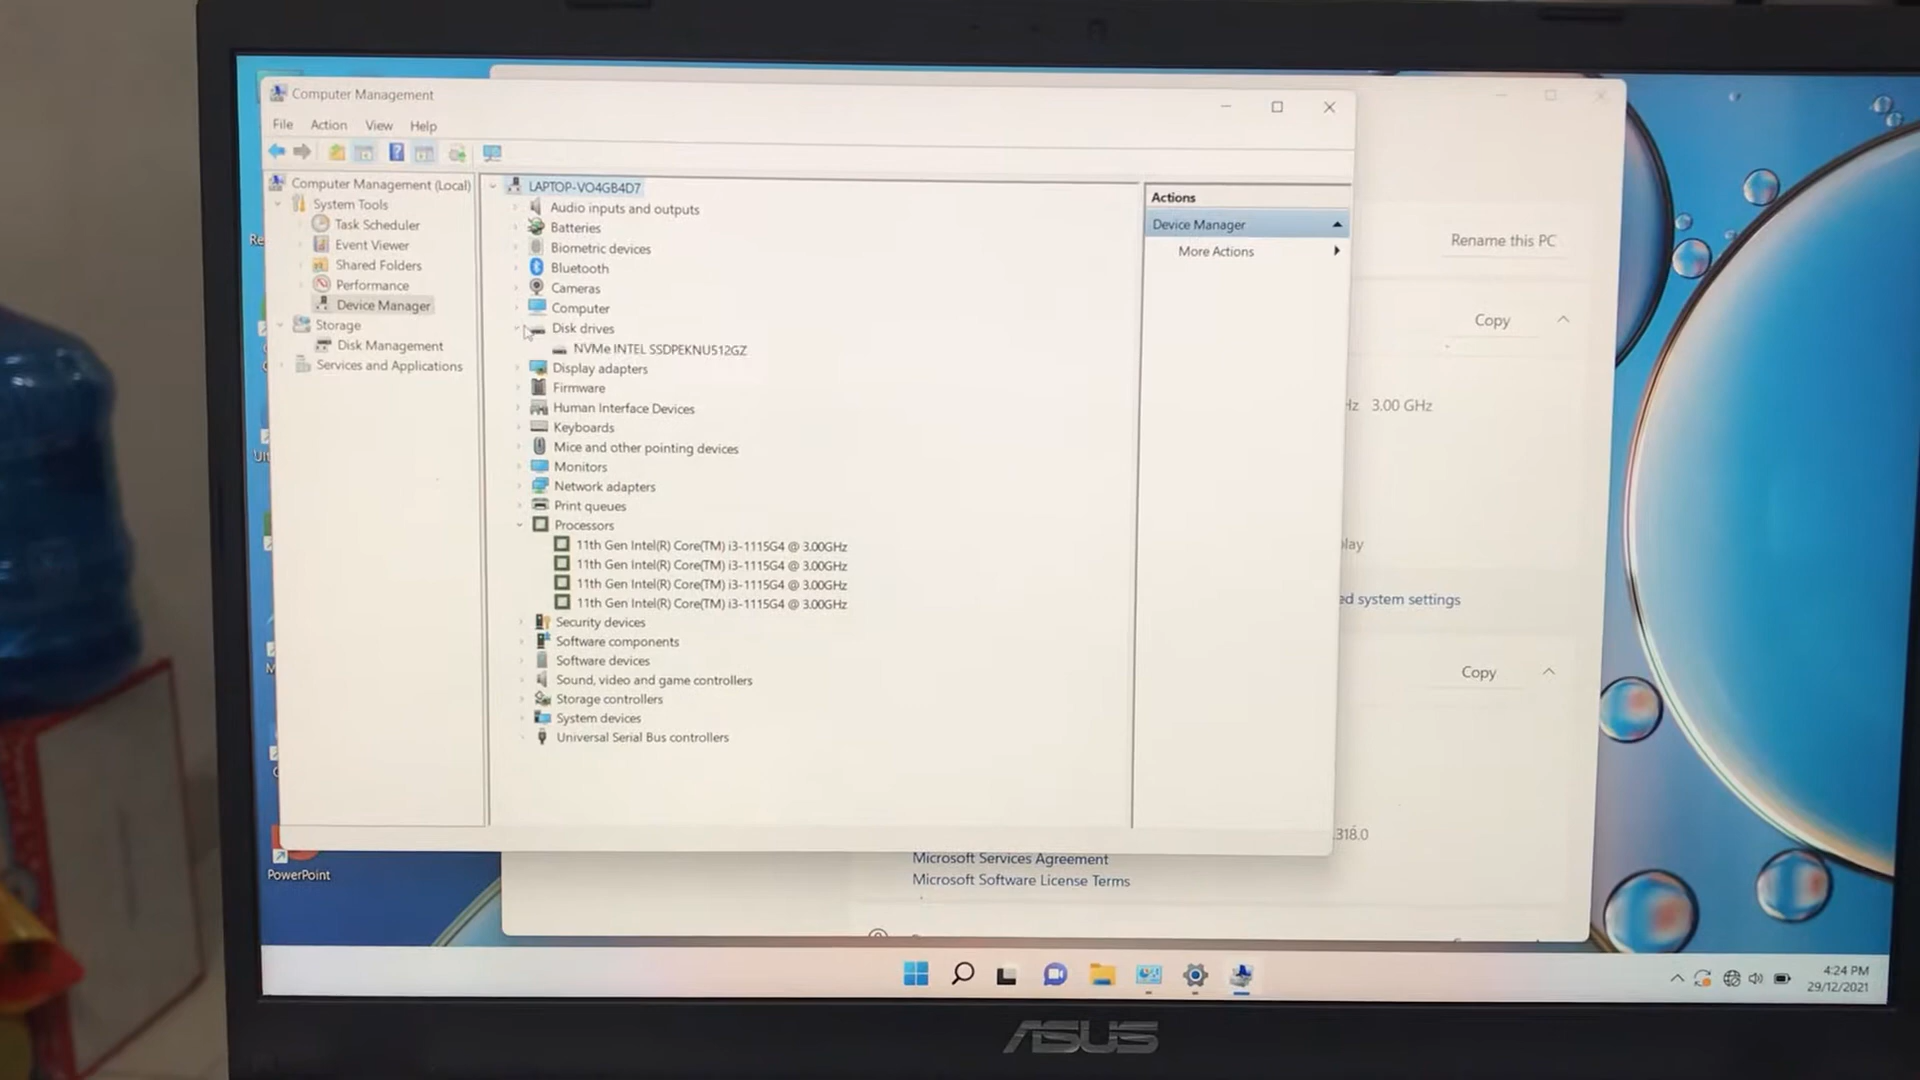 Computer Management
File Action View Help
Computer Management (Local)
System Tools
Task Scheduler
Event Viewer
Shared Folders
Performance
Device Manager
Storage
Disk Management
Services and Applications
LAPTOP-VO4GB4D7
Audio inputs and outputs
Batteries
Biometric devices
Bluetooth
Cameras
Computer
Disk drives
NVMe INTEL SSDPEKNU512GZ
Display adapters
Firmware
Human Interface Devices
Keyboards
Mice and other pointing devices
Monitors
Network adapters
Print queues
Processors
11th Gen Intel(R) Core(TM) i3-1115G4 @ 3.00GHz
11th Gen Intel(R) Core(TM) i3-1115G4 @ 3.00GHz
11th Gen Intel(R) Core(TM) i3-1115G4 @ 3.00GHz
11th Gen Intel(R) Core(TM) i3-1115G4 @ 3.00GHz
Security devices
Software components
Software devices
Sound, video and game controllers
Storage controllers
System devices
Universal Serial Bus controllers
Actions
Device Manager
More Actions
Rename this PC
Copy
Hz 3.00 GHz
play
ed system settings
Copy
.318.0
Microsoft Services Agreement
Microsoft Software License Terms
PowerPoint
4:24 PM
29/12/2021
ASUS